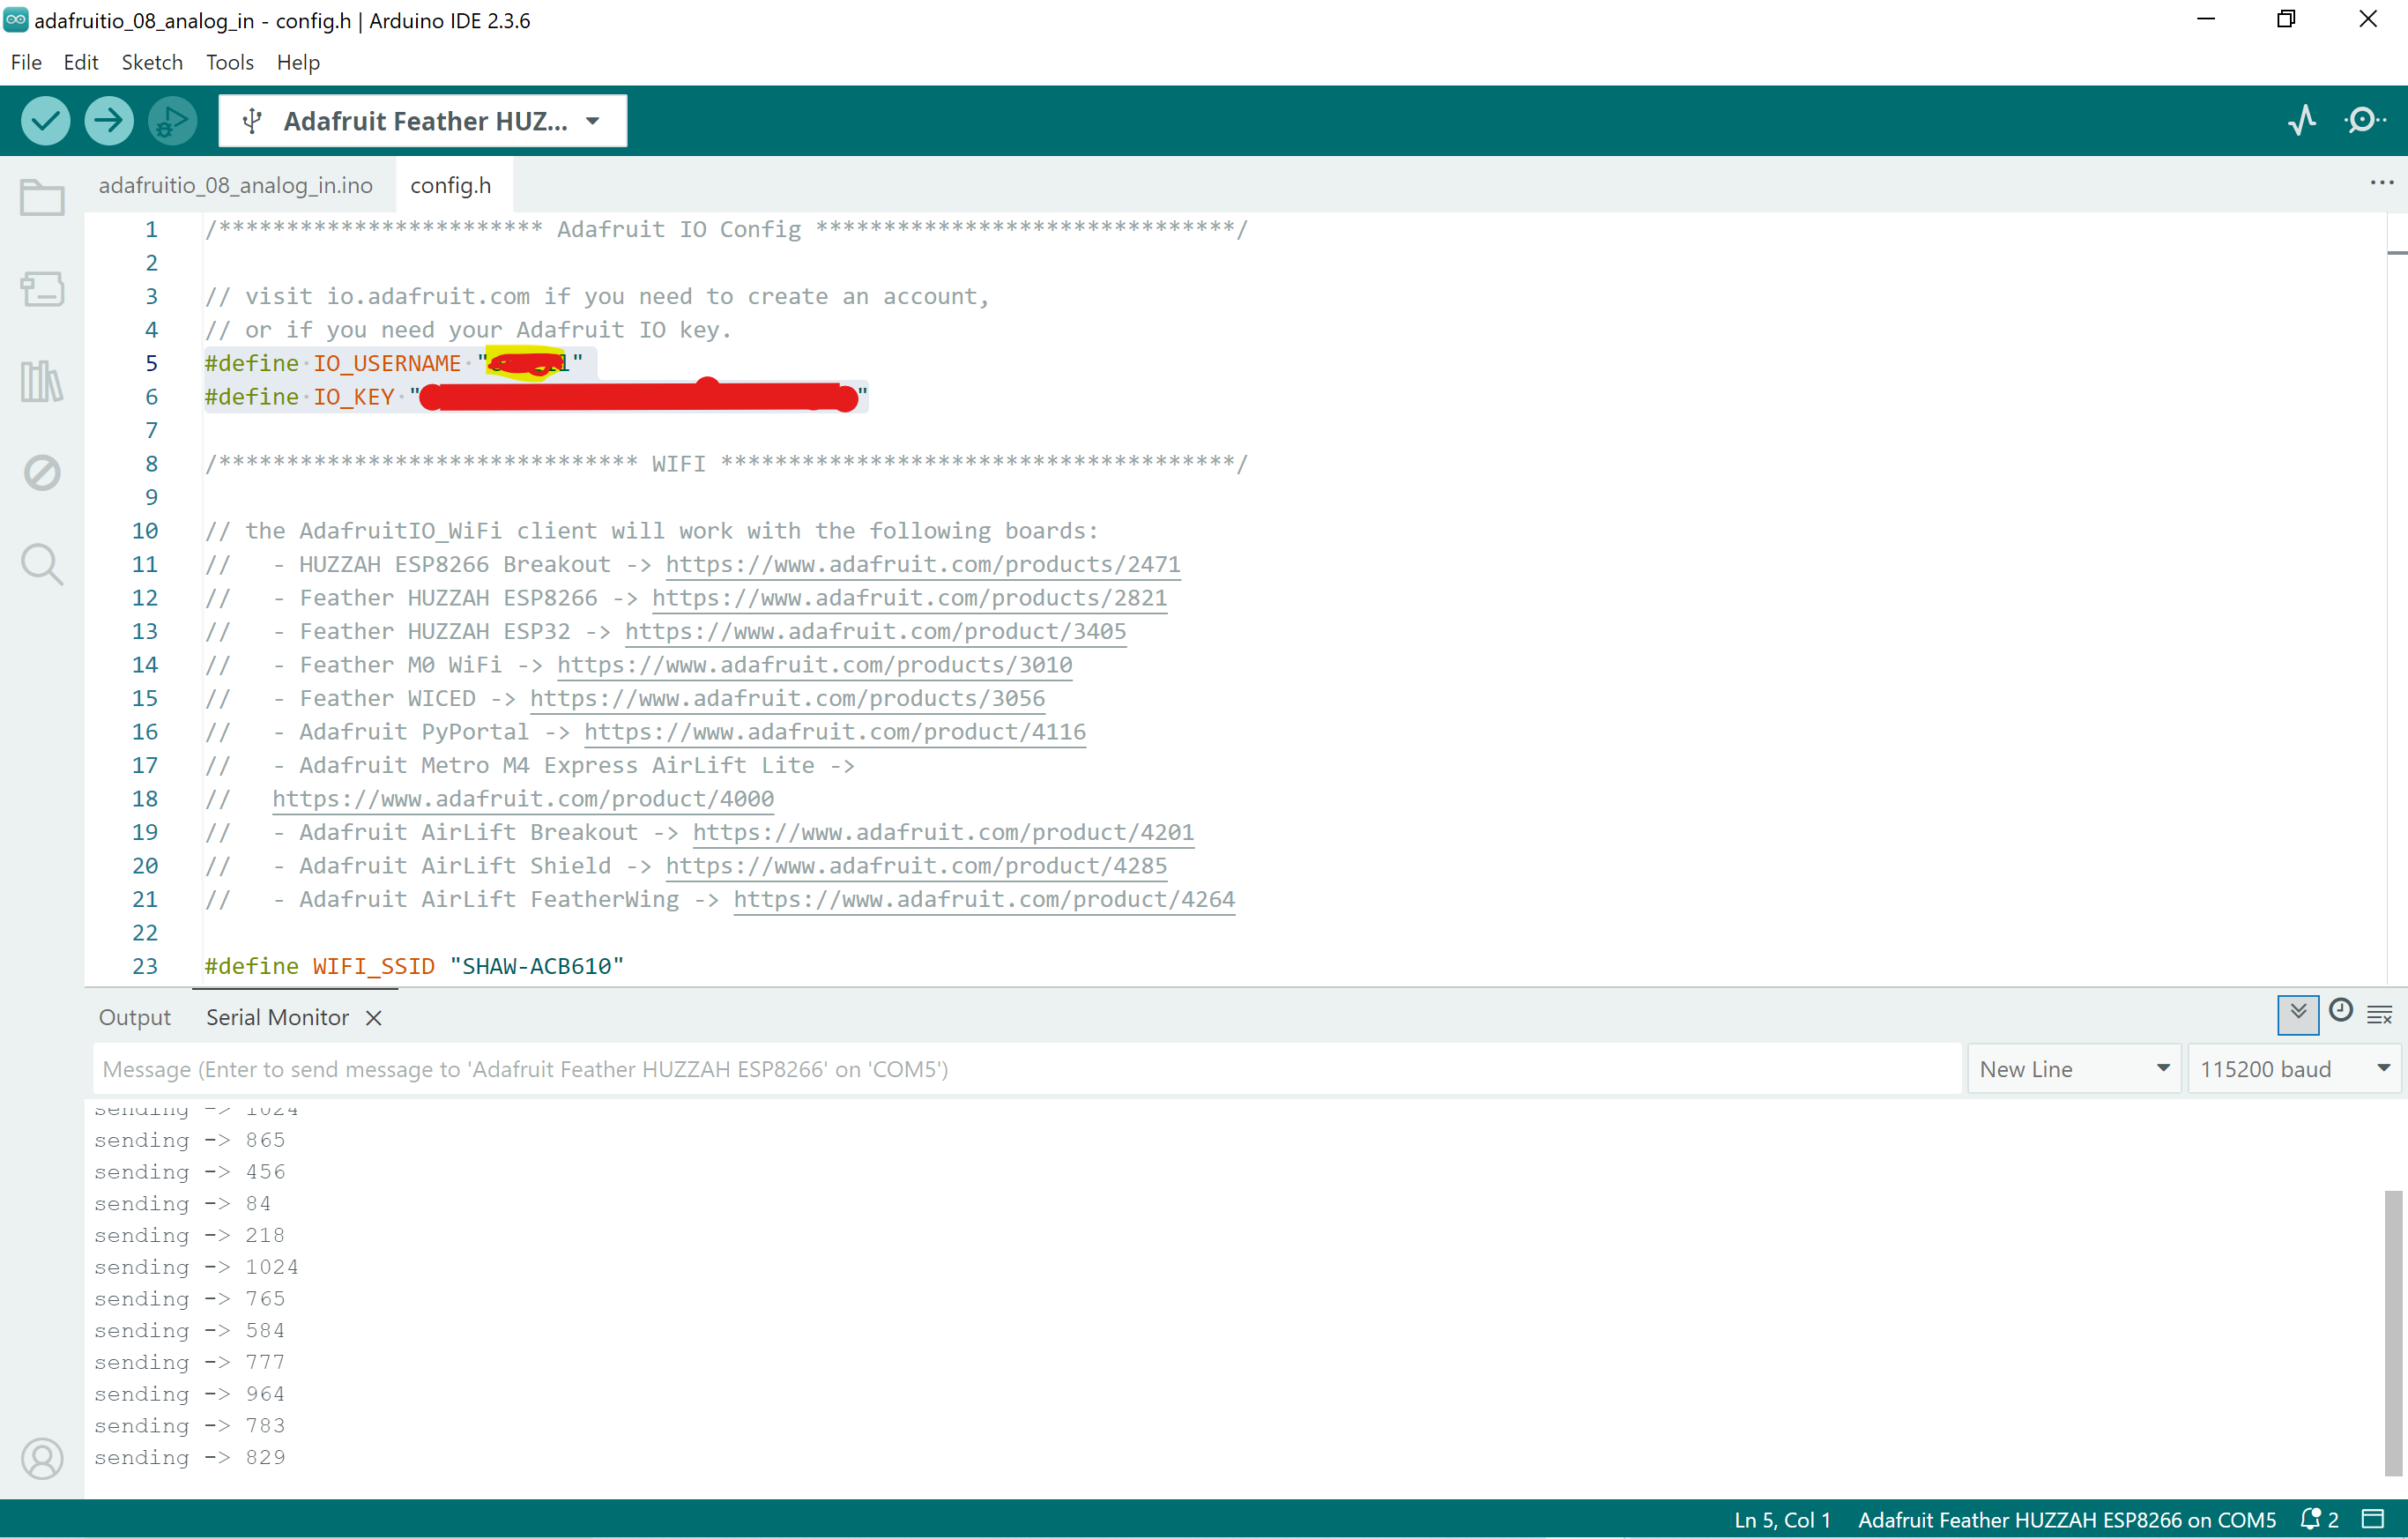 adafruitio_08_analog_in - config.h | Arduino IDE 2.3.6
File Edit Sketch Tools Help
Adafruit Feather HUZ...
adafruitio_08_analog_in.ino config.h
1 /************************ Adafruit IO Config *******************************/
2
3 // visit io.adafruit.com if you need to create an account,
4 // or if you need your Adafruit IO key.
5 #define IO_USERNAME "
6 #define IO_KEY " "
7
8 /******************************* WIFI **************************************/
9
10 // the AdafruitIO_WiFi client will work with the following boards:
11 //   - HUZZAH ESP8266 Breakout -> https://www.adafruit.com/products/2471
12 //   - Feather HUZZAH ESP8266 -> https://www.adafruit.com/products/2821
13 //   - Feather HUZZAH ESP32 -> https://www.adafruit.com/product/3405
14 //   - Feather M0 WiFi -> https://www.adafruit.com/products/3010
15 //   - Feather WICED -> https://www.adafruit.com/products/3056
16 //   - Adafruit PyPortal -> https://www.adafruit.com/product/4116
17 //   - Adafruit Metro M4 Express AirLift Lite ->
18 //   https://www.adafruit.com/product/4000
19 //   - Adafruit AirLift Breakout -> https://www.adafruit.com/product/4201
20 //   - Adafruit AirLift Shield -> https://www.adafruit.com/product/4285
21 //   - Adafruit AirLift FeatherWing -> https://www.adafruit.com/product/4264
22
23 #define WIFI_SSID "SHAW-ACB610"
Output Serial Monitor
Message (Enter to send message to 'Adafruit Feather HUZZAH ESP8266' on 'COM5') New Line 115200 baud
sending -> 1024
sending -> 865
sending -> 456
sending -> 84
sending -> 218
sending -> 1024
sending -> 765
sending -> 584
sending -> 777
sending -> 964
sending -> 783
sending -> 829
Ln 5, Col 1 Adafruit Feather HUZZAH ESP8266 on COM5 2